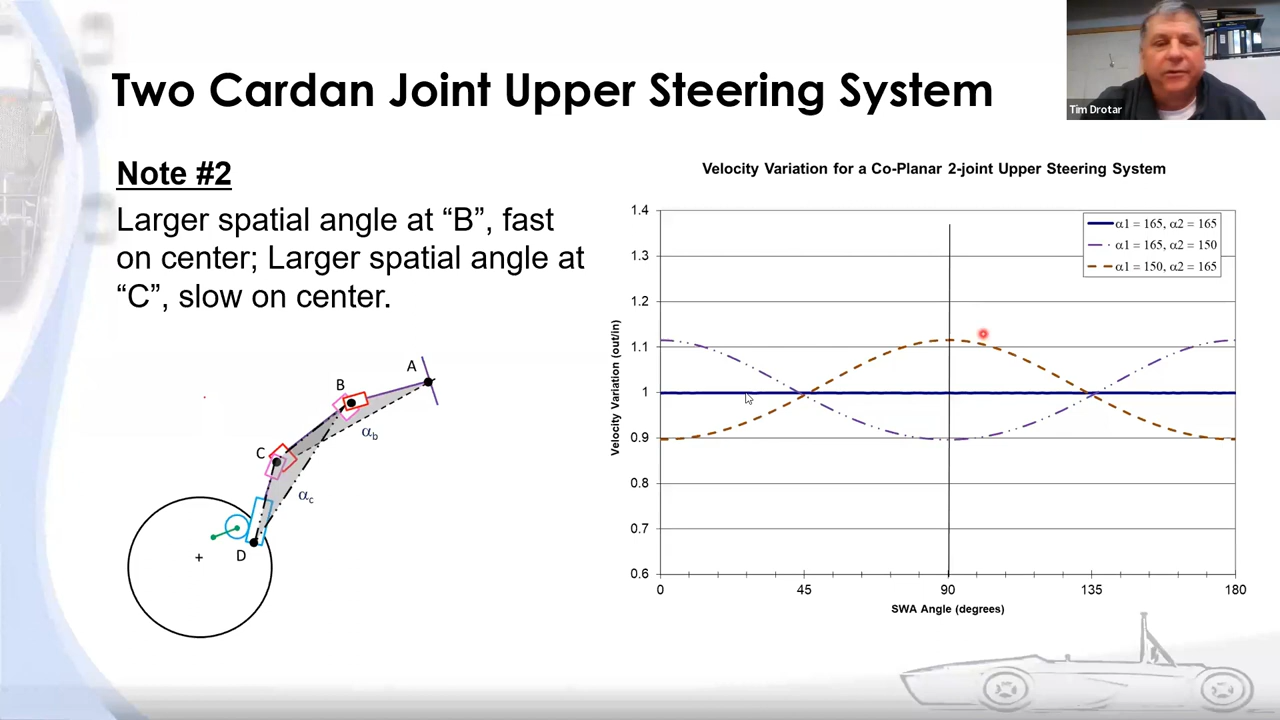 Two Cardan Joint Upper Steering System
Tim Drotar
Note #2
Larger spatial angle at “B”, fast
on center; Larger spatial angle at
“C”, slow on center.
A
B
αb
C
αc
D
+
Velocity Variation for a Co-Planar 2-joint Upper Steering System
α1 = 165, α2 = 165
α1 = 165, α2 = 150
α1 = 150, α2 = 165
Velocity Variation (out/in)
1.4
1.3
1.2
1.1
1
0.9
0.8
0.7
0.6
0 45 90 135 180
SWA Angle (degrees)